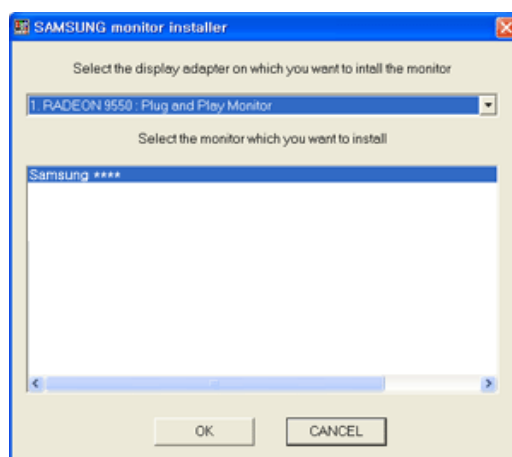 SAMSUNG monitor installer
Select the display adapter on which you want to intall the monitor
1. RADEON 9550 : Plug and Play Monitor
Select the monitor which you want to install
Samsung ****
OK
CANCEL